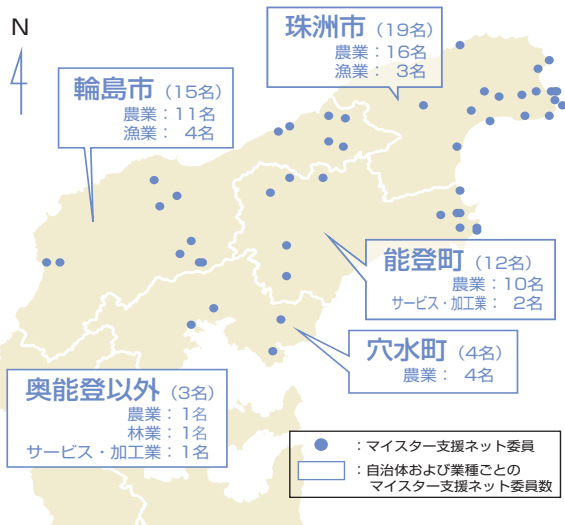 N
珠洲市（19名）
農業：16名
漁業： 3名
輪島市（15名）
農業：11名
漁業： 4名
能登町（12名）
農業：10名
サービス・加工業： 2名
穴水町（4名）
農業： 4名
奥能登以外（3名）
農業：1名
林業：1名
サービス・加工業：1名
：マイスター支援ネット委員
：自治体および業種ごとの
マイスター支援ネット委員数